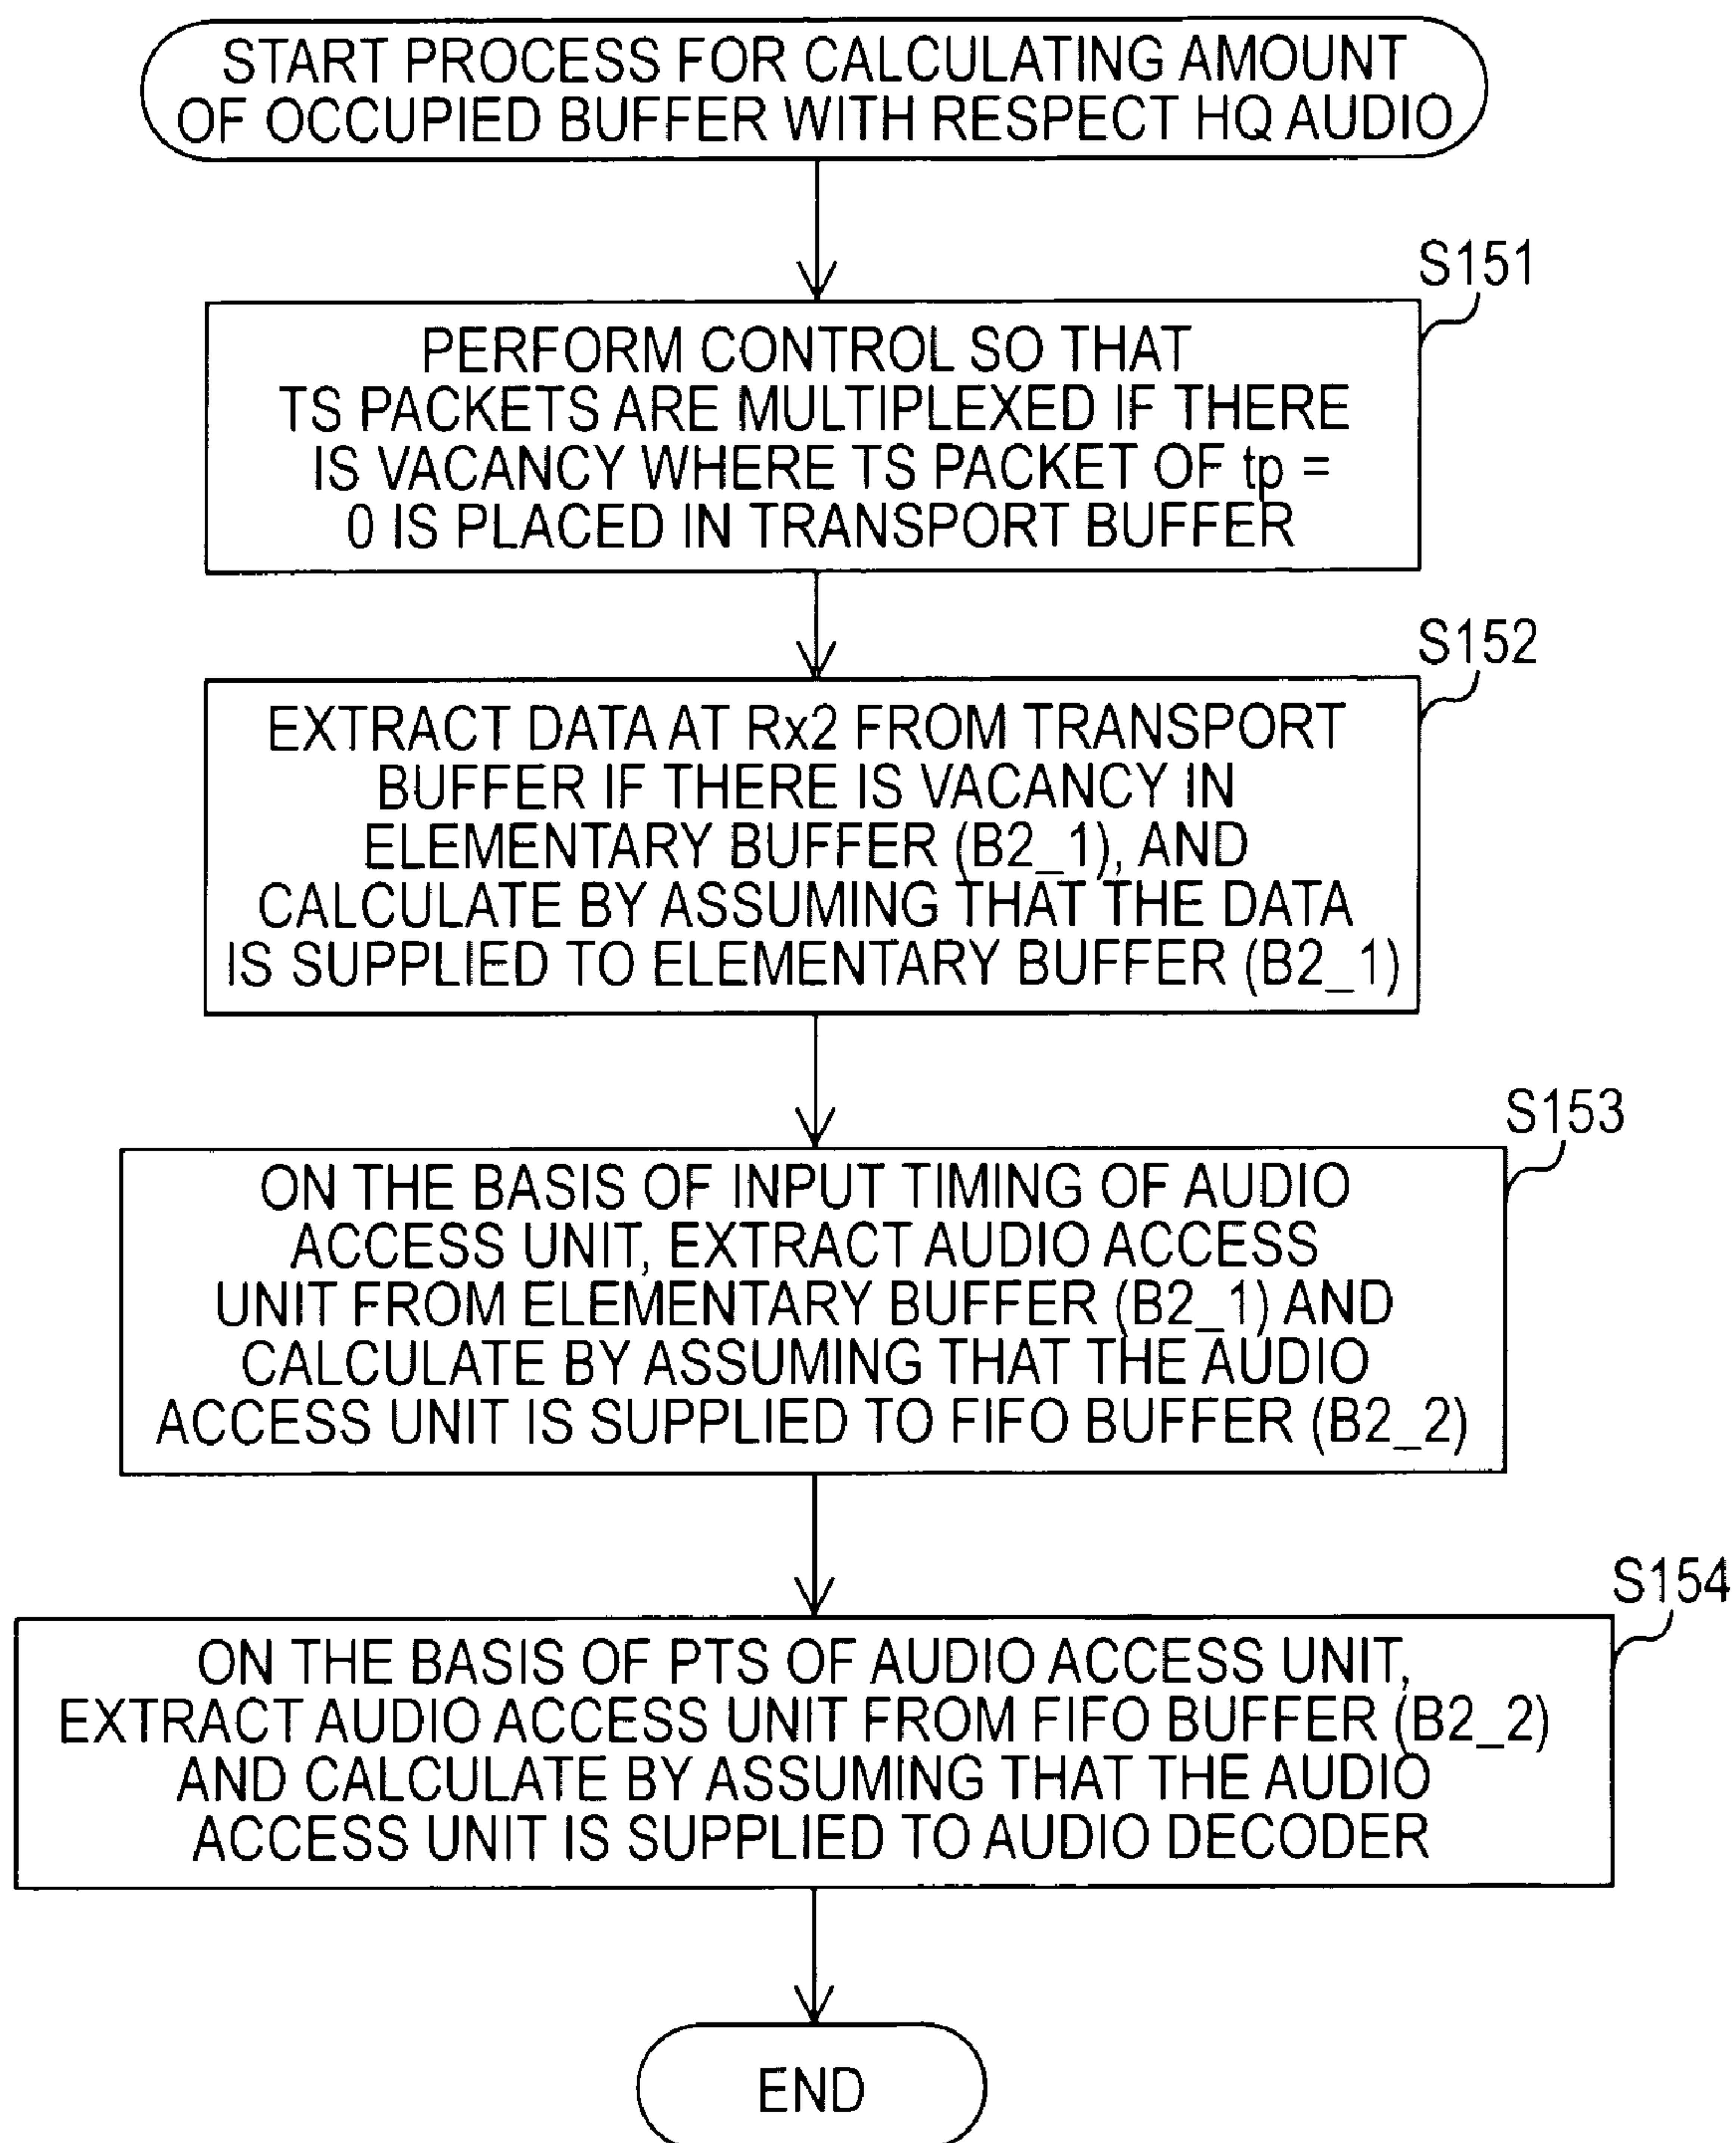 START PROCESS FOR CALCULATING AMOUNT
OF OCCUPIED BUFFER WITH RESPECT HQ AUDIO
S151
PERFORM CONTROL SO THAT
TS PACKETS ARE MULTIPLEXED IF THERE
IS VACANCY WHERE TS PACKET OF tp =
0 IS PLACED IN TRANSPORT BUFFER
S152
EXTRACT DATA AT Rx2 FROM TRANSPORT
BUFFER IF THERE IS VACANCY IN
ELEMENTARY BUFFER (B2_1), AND
CALCULATE BY ASSUMING THAT THE DATA
IS SUPPLIED TO ELEMENTARY BUFFER (B2_1)
S153
ON THE BASIS OF INPUT TIMING OF AUDIO
ACCESS UNIT, EXTRACT AUDIO ACCESS
UNIT FROM ELEMENTARY BUFFER (B2_1) AND
CALCULATE BY ASSUMING THAT THE AUDIO
ACCESS UNIT IS SUPPLIED TO FIFO BUFFER (B2_2)
S154
ON THE BASIS OF PTS OF AUDIO ACCESS UNIT,
EXTRACT AUDIO ACCESS UNIT FROM FIFO BUFFER (B2_2)
AND CALCULATE BY ASSUMING THAT THE AUDIO
ACCESS UNIT IS SUPPLIED TO AUDIO DECODER
END